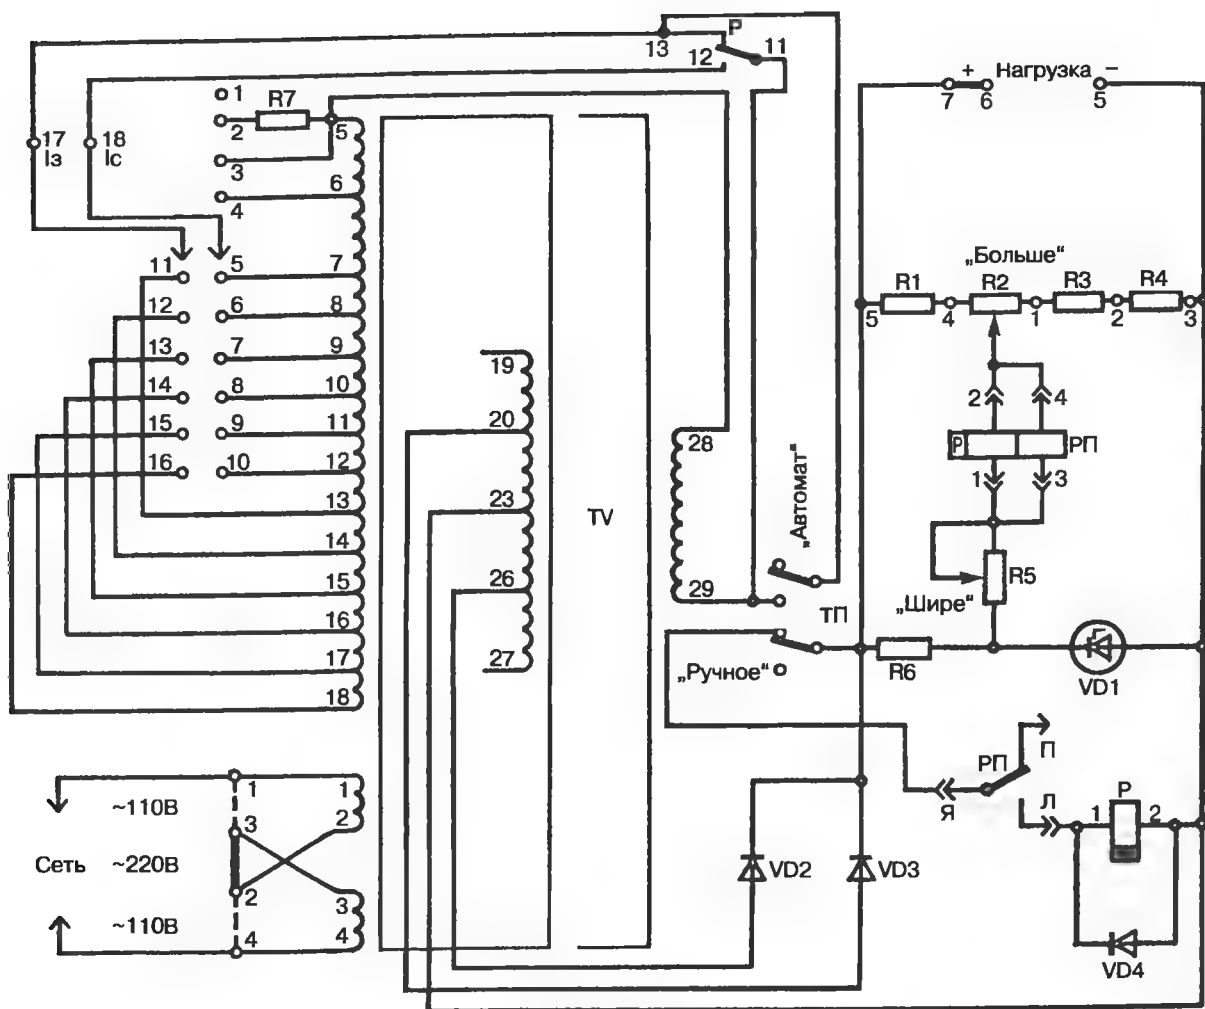 P
13
12
11
+ Нагрузка −
7
6
5
1
R7
2
5
17
Iз
18
Iс
3
6
4
11
5
7
12
6
8
13
7
9
14
8
10
15
9
11
16
10
12
13
14
15
16
17
18
19
20
23
26
27
TV
28
29
„Автомат“
ТП
„Ручное“
„Больше“
R1
R2
R3
R4
5
4
1
2
3
2
4
Р
РП
1
3
R5
„Шире“
R6
VD1
РП
П
Я
Л
1
Р
2
VD4
VD2
VD3
~110В
Сеть ~220В
~110В
1
3
2
4
1
2
3
4